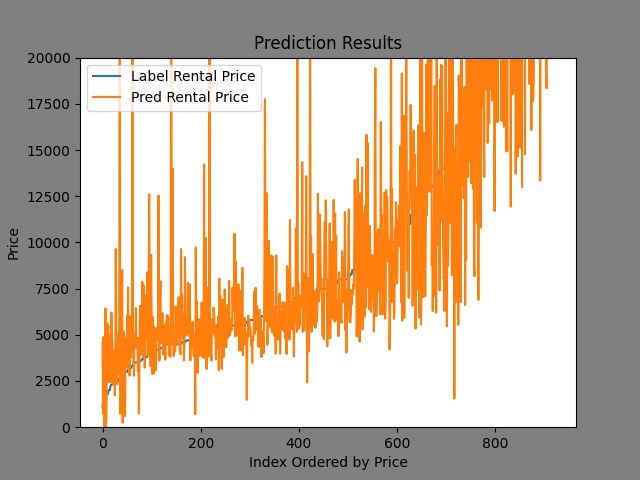 Prediction Results
Label Rental Price
Pred Rental Price
20000
17500
15000
12500
10000
7500
5000
2500
0
Price
0 200 400 600 800
Index Ordered by Price